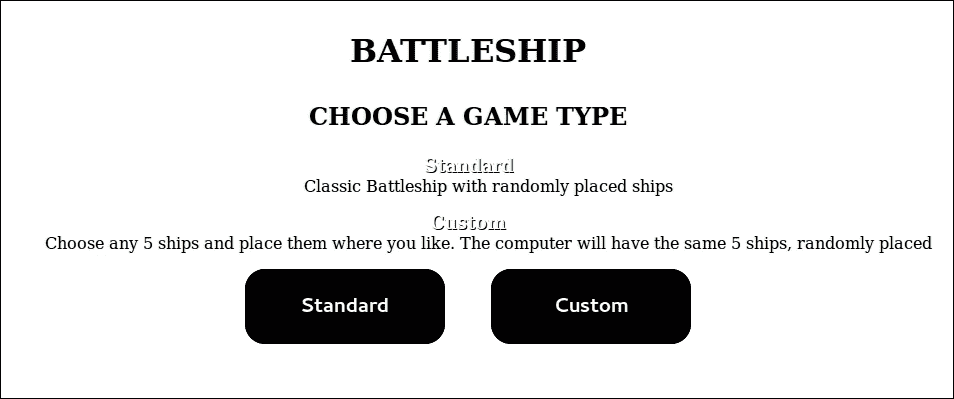 BATTLESHIP
CHOOSE A GAME TYPE
Standard
Classic Battleship with randomly placed ships
Custom
Choose any 5 ships and place them where you like. The computer will have the same 5 ships, randomly placed
Standard
Custom